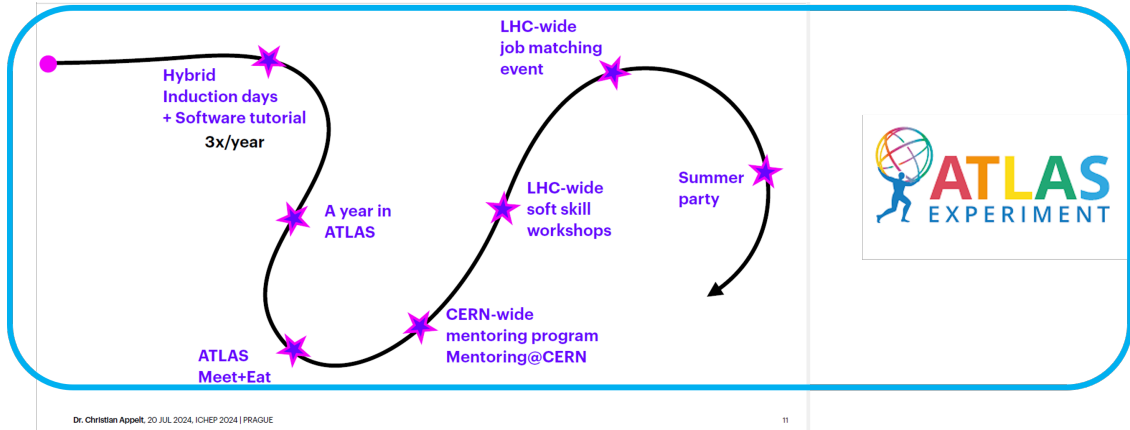 Hybrid
Induction days
+ Software tutorial
3x/year
A year in
ATLAS
ATLAS
Meet+Eat
CERN-wide
mentoring program
Mentoring@CERN
LHC-wide
soft skill
workshops
LHC-wide
job matching
event
Summer
party
ATLAS
EXPERIMENT
Dr. Christian Appelt, 20 JUL 2024, ICHEP 2024 | PRAGUE
11